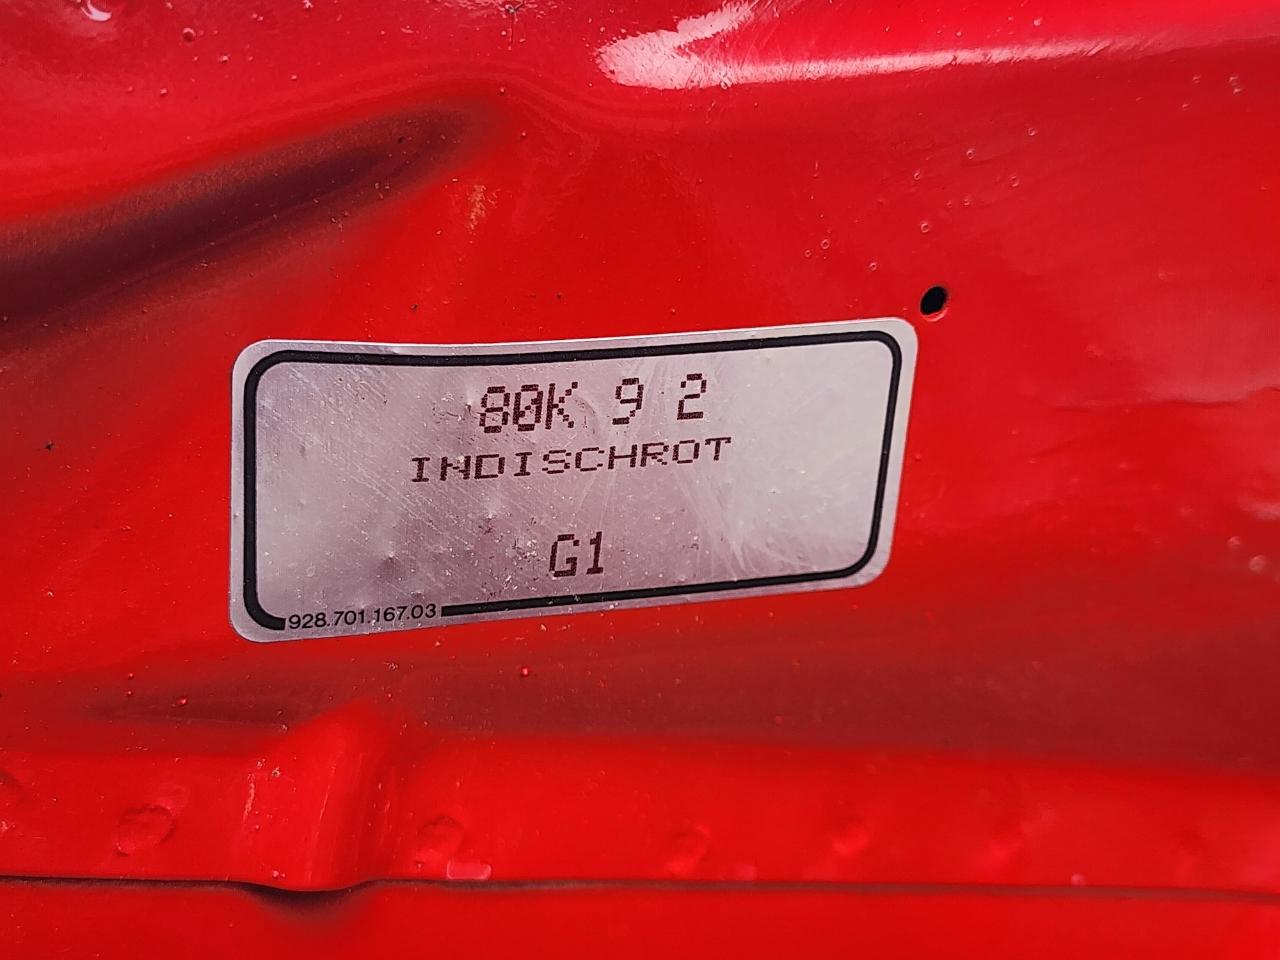 80K 9 2
INDISCHROT
G1
928.701.167.03